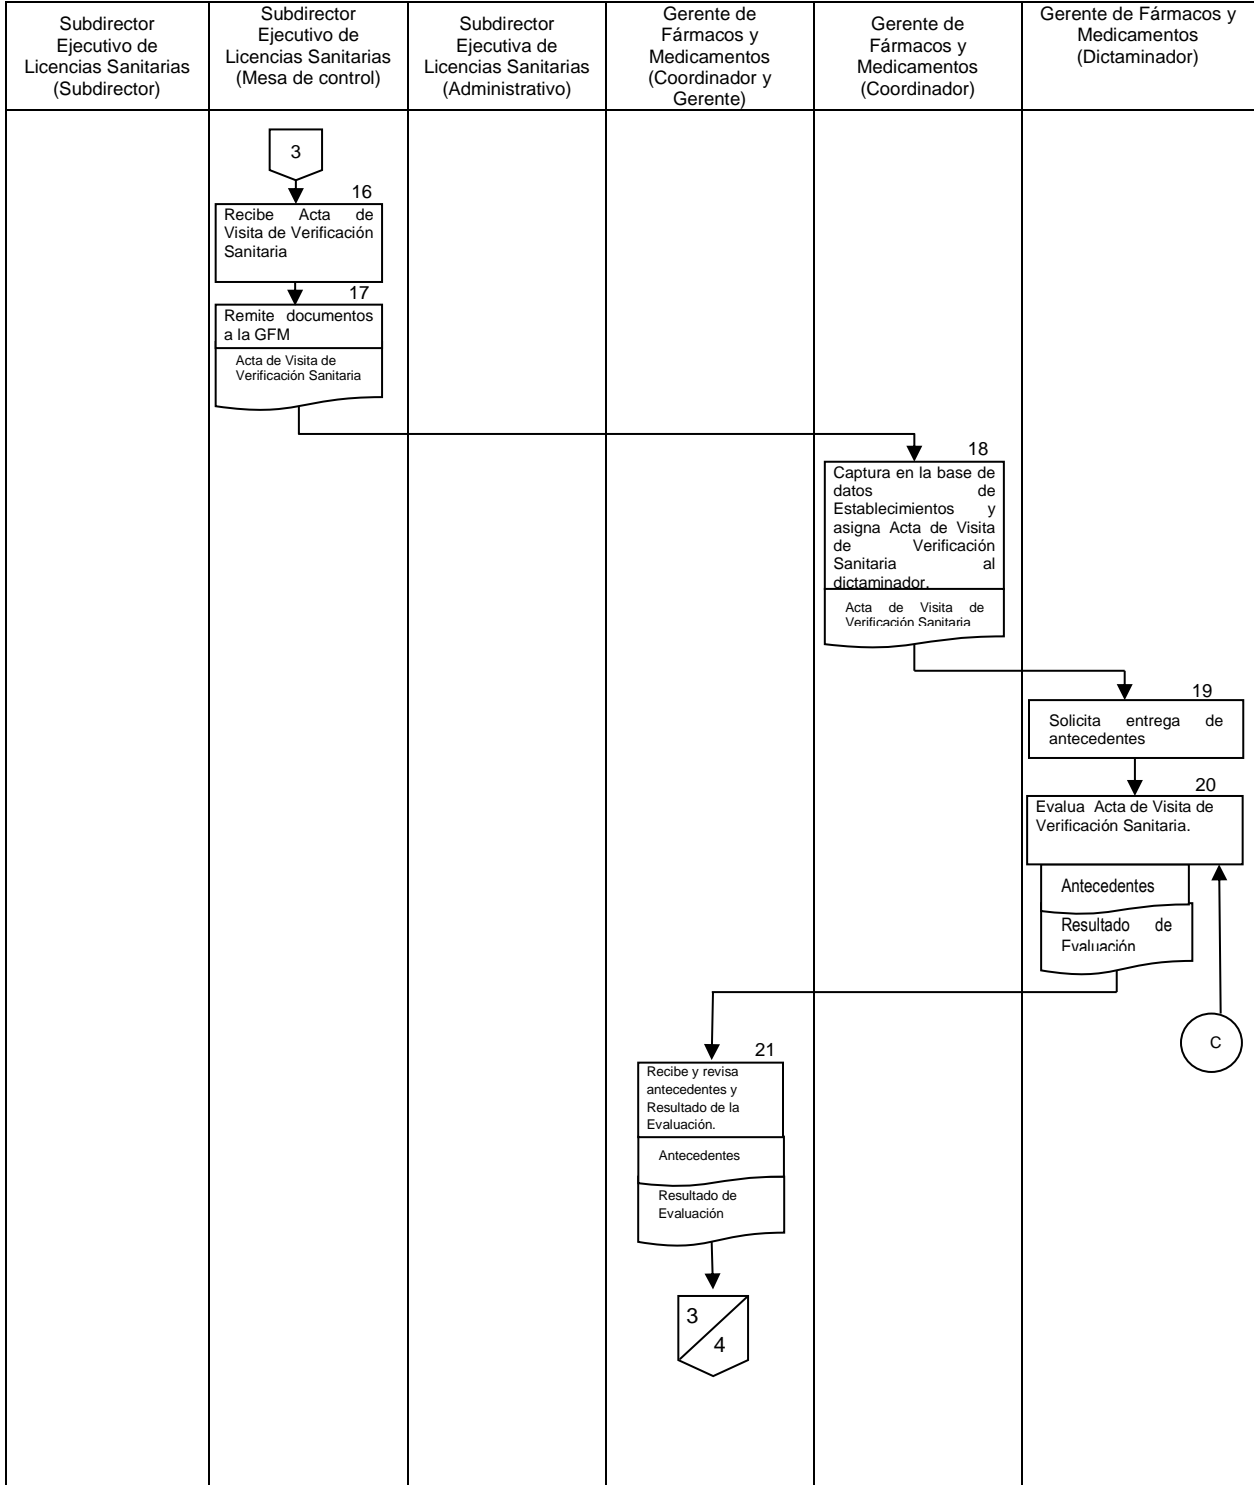 Subdirector
Ejecutivo de
Licencias Sanitarias
(Subdirector)
Subdirector
Ejecutivo de
Licencias Sanitarias
(Mesa de control)
Subdirector
Ejecutiva de
Licencias Sanitarias
(Administrativo)
Gerente de
Fármacos y
Medicamentos
(Coordinador y
Gerente)
Gerente de
Fármacos y
Medicamentos
(Coordinador)
Gerente de Fármacos y
Medicamentos
(Dictaminador)
3
16
Recibe Acta de
Visita de Verificación
Sanitaria
17
Remite documentos
a la GFM
Acta de Visita de
Verificación Sanitaria
18
Captura en la base de
datos de
Establecimientos y
asigna Acta de Visita
de Verificación
Sanitaria al
dictaminador.
Acta de Visita de
Verificación Sanitaria
19
Solicita entrega de
antecedentes
20
Evalua Acta de Visita de
Verificación Sanitaria.
Antecedentes
Resultado de
Evaluación
C
21
Recibe y revisa
antecedentes y
Resultado de la
Evaluación.
Antecedentes
Resultado de
Evaluación
3
4